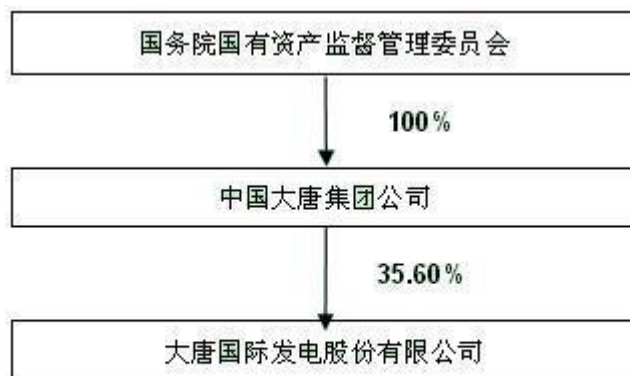 国务院国有资产监督管理委员会
100%
中国大唐集团公司
35.60%
大唐国际发电股份有限公司